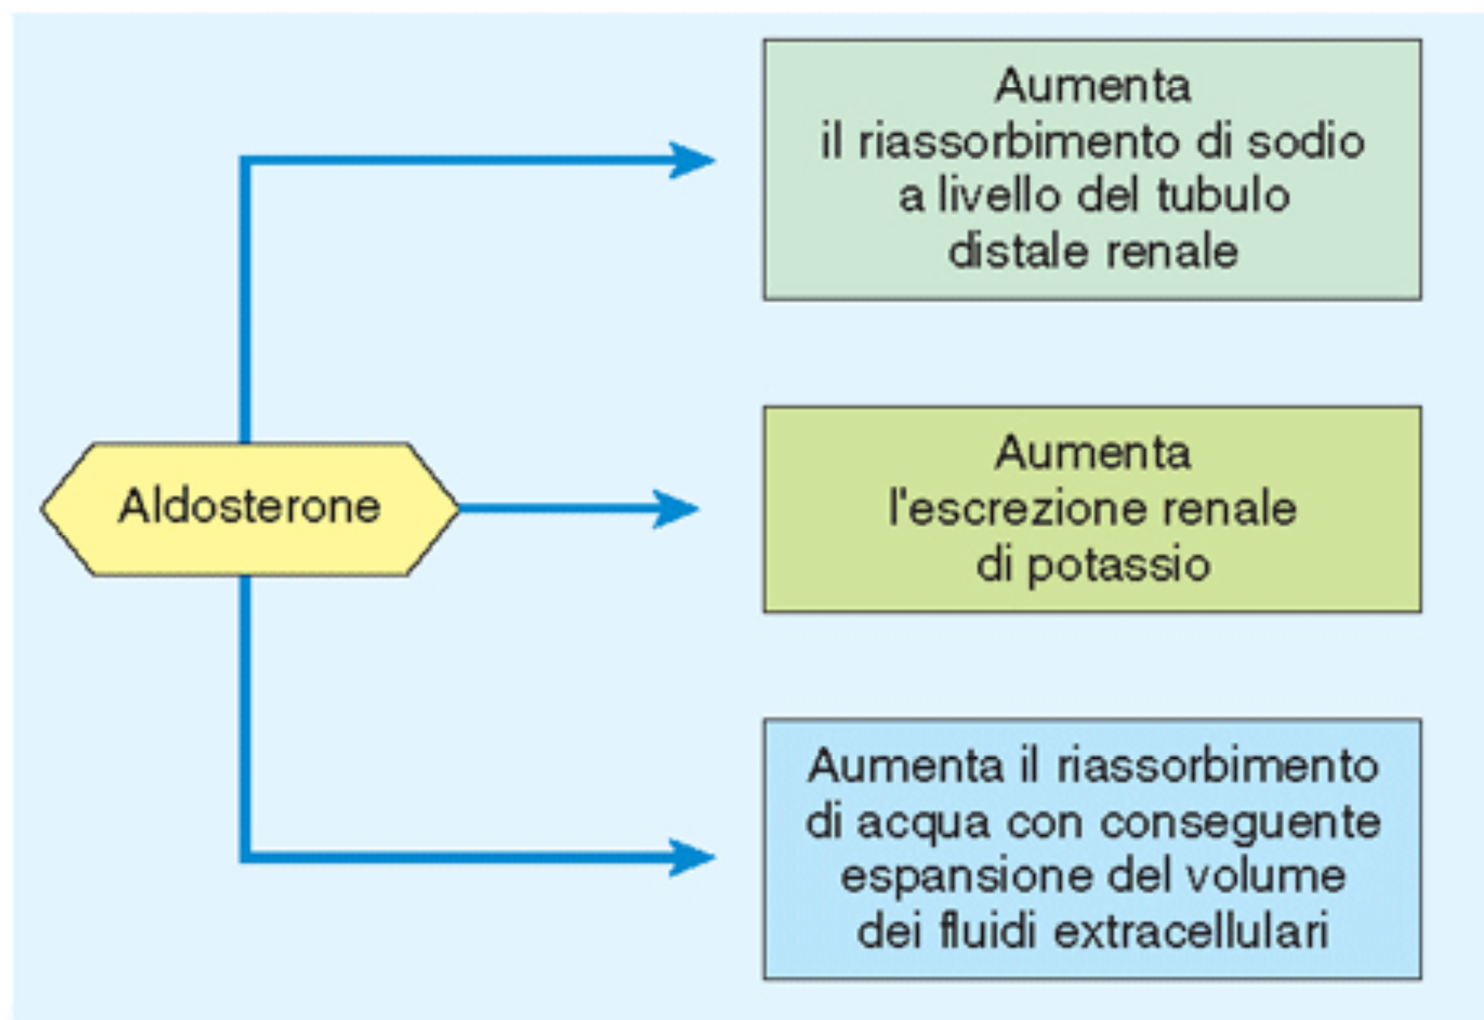 Aumenta
il riassorbimento di sodio
a livello del tubulo
distale renale
Aldosterone
Aumenta
l'escrezione renale
di potassio
Aumenta il riassorbimento
di acqua con conseguente
espansione del volume
dei fluidi extracellulari